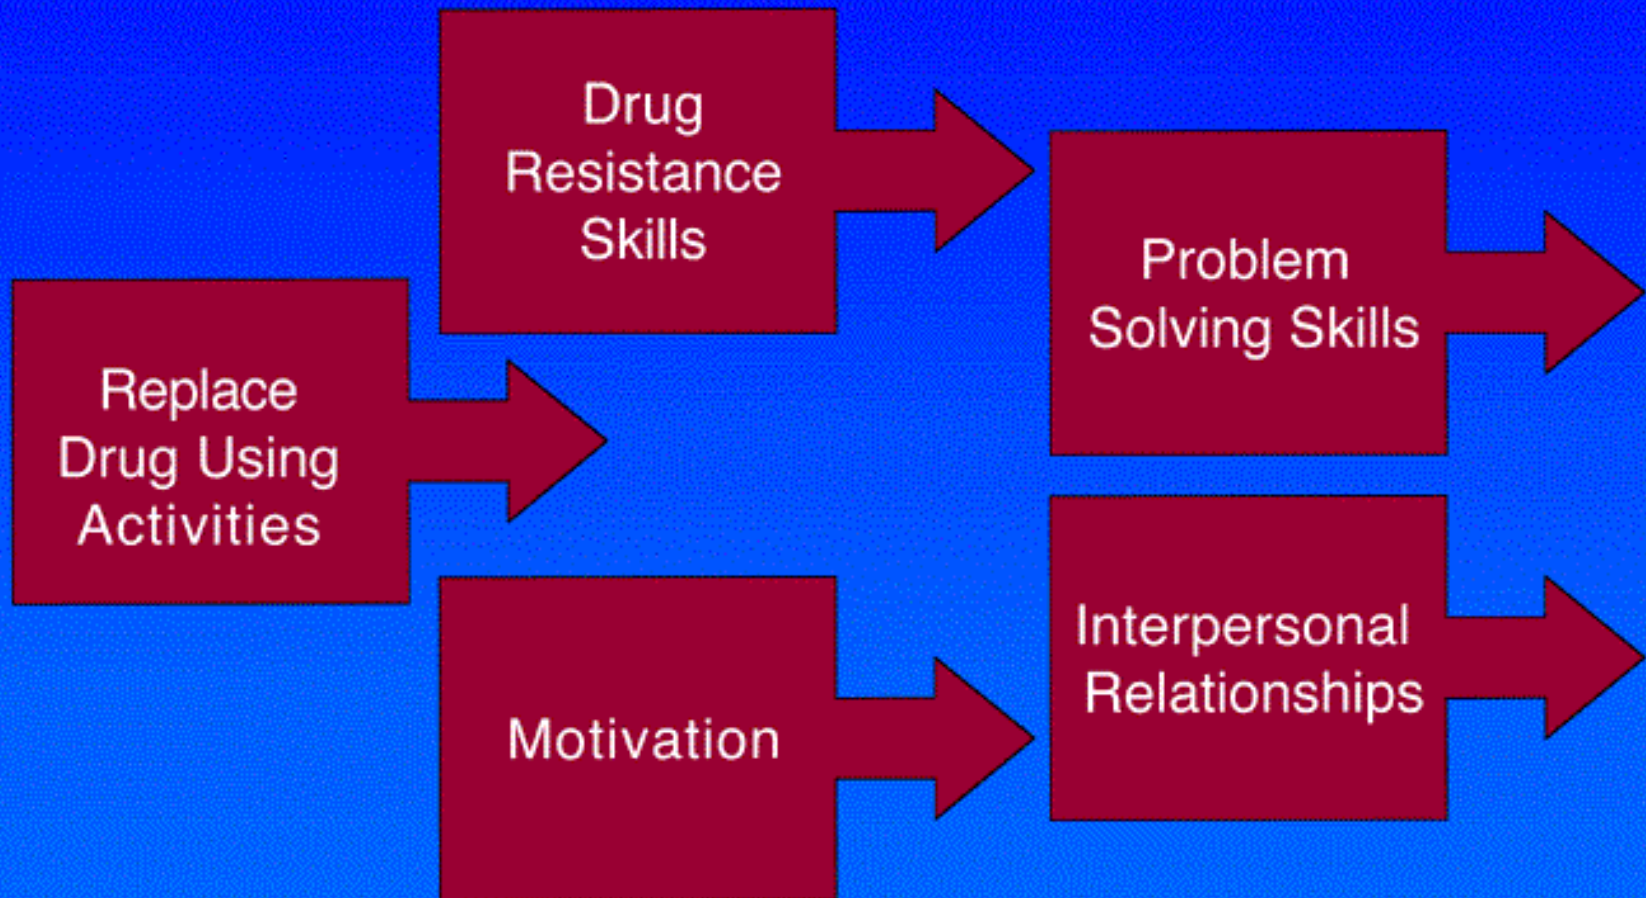 Drug
Resistance
Skills
Problem
Solving Skills
Replace
Drug Using
Activities
Interpersonal
Relationships
Motivation